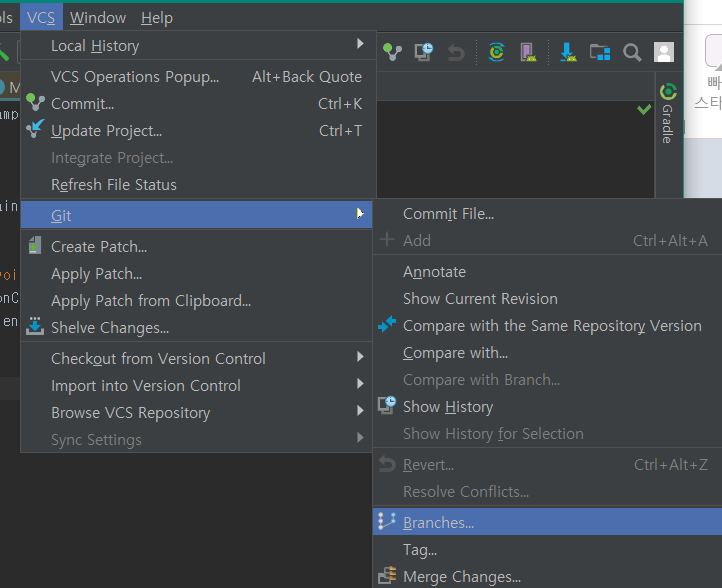 VCS Window Help
Local History
VCS Operations Popup... Alt+Back Quote
Commit... Ctrl+K
Update Project... Ctrl+T
Integrate Project...
Refresh File Status
Git
Create Patch...
Apply Patch...
Apply Patch from Clipboard...
Shelve Changes...
Checkout from Version Control
Import into Version Control
Browse VCS Repository
Sync Settings
Commit File...
Add Ctrl+Alt+A
Annotate
Show Current Revision
Compare with the Same Repository Version
Compare with...
Compare with Branch...
Show History
Show History for Selection
Revert... Ctrl+Alt+Z
Resolve Conflicts...
Branches...
Tag...
Merge Changes...
Gradle
빠
스타